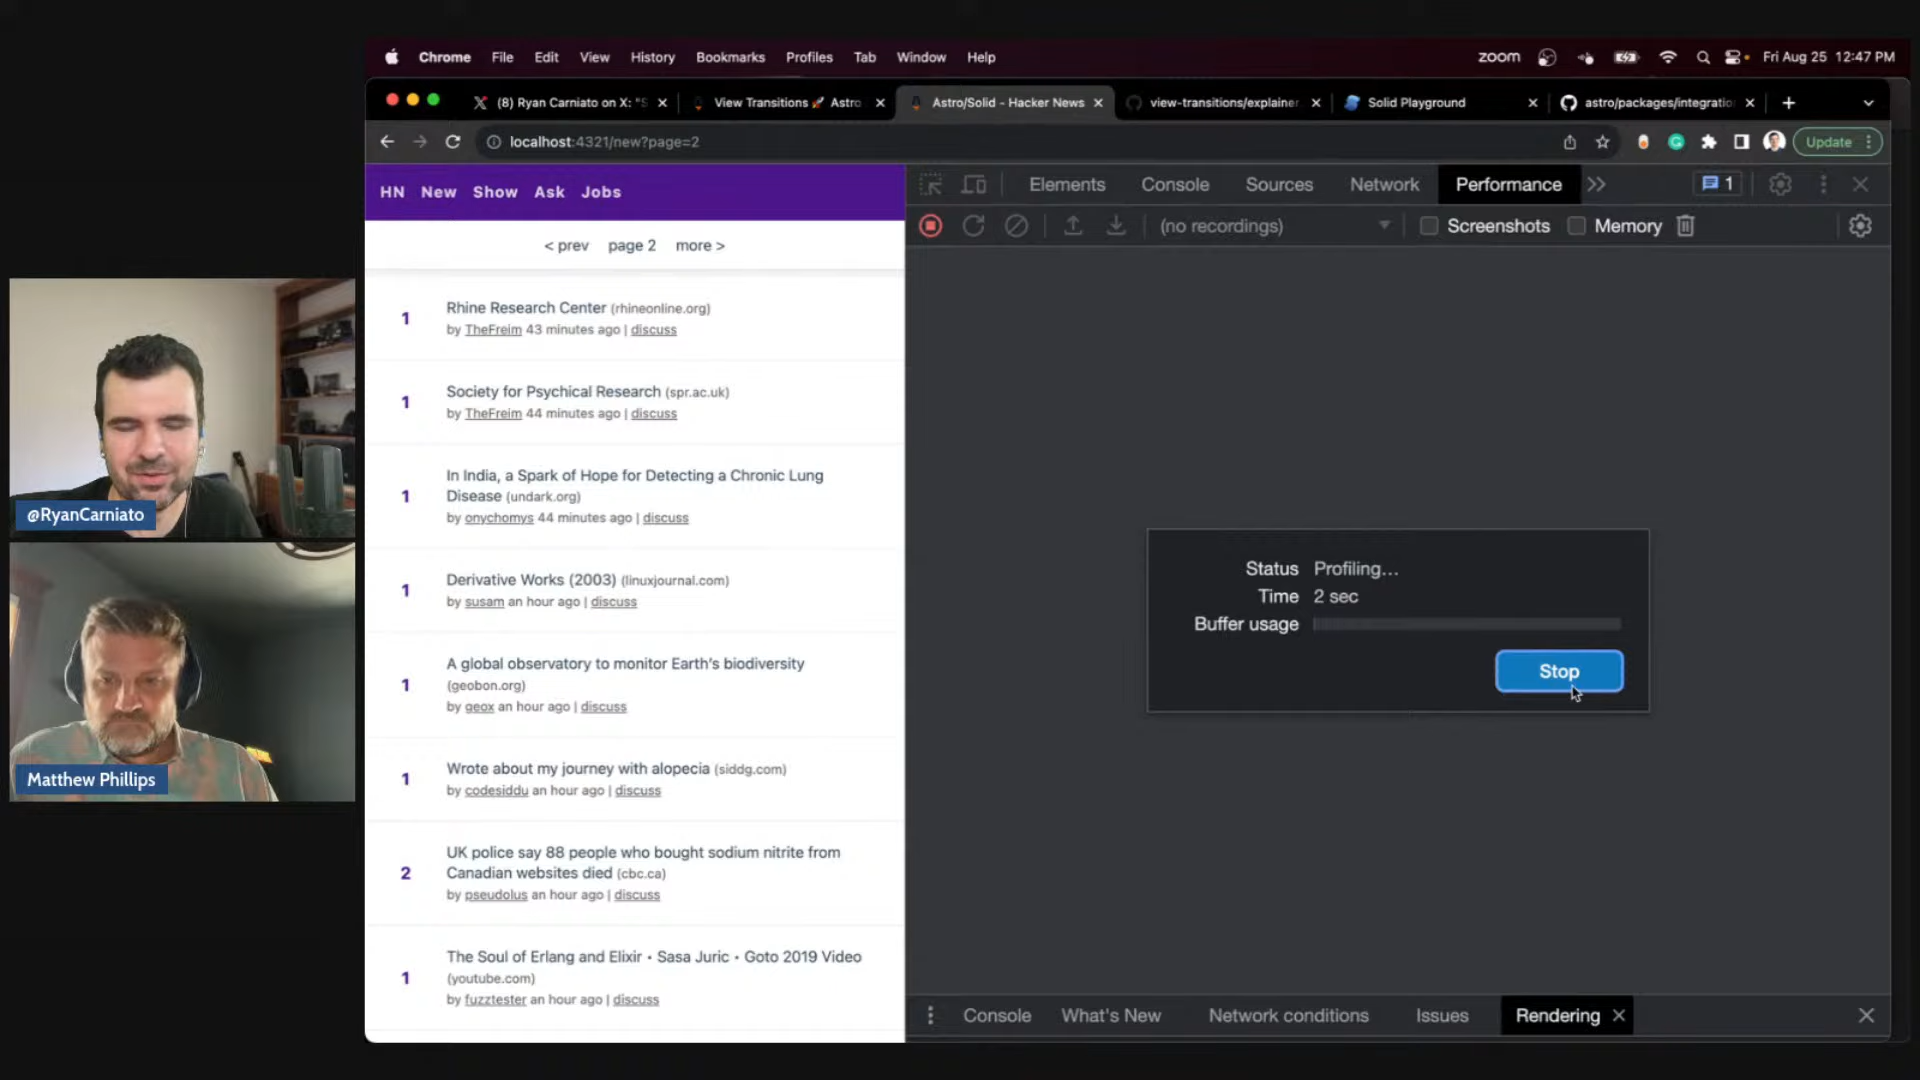 Chrome File Edit View History Bookmarks Profiles Tab Window Help zoom Fri Aug 25 12:47 PM
(8) Ryan Carniato on X: "S
View Transitions 🚀 Astro
Astro/Solid - Hacker News
view-transitions/explainer
Solid Playground
astro/packages/integratio
localhost:4321/new?page=2
Update
HN New Show Ask Jobs
< prev page 2 more >
1 Rhine Research Center (rhineonline.org)
by TheFreim 43 minutes ago | discuss
1 Society for Psychical Research (spr.ac.uk)
by TheFreim 44 minutes ago | discuss
In India, a Spark of Hope for Detecting a Chronic Lung
1 Disease (undark.org)
by onychomys 44 minutes ago | discuss
1 Derivative Works (2003) (linuxjournal.com)
by susam an hour ago | discuss
A global observatory to monitor Earth's biodiversity
1 (geobon.org)
by geox an hour ago | discuss
1 Wrote about my journey with alopecia (siddg.com)
by codesiddu an hour ago | discuss
UK police say 88 people who bought sodium nitrite from
2 Canadian websites died (cbc.ca)
by pseudolus an hour ago | discuss
The Soul of Erlang and Elixir • Sasa Juric • Goto 2019 Video
1 (youtube.com)
by fuzztester an hour ago | discuss
Elements Console Sources Network Performance 1
(no recordings) Screenshots Memory
Status Profiling...
Time 2 sec
Buffer usage
Stop
Console What's New Network conditions Issues Rendering
@RyanCarniato
Matthew Phillips